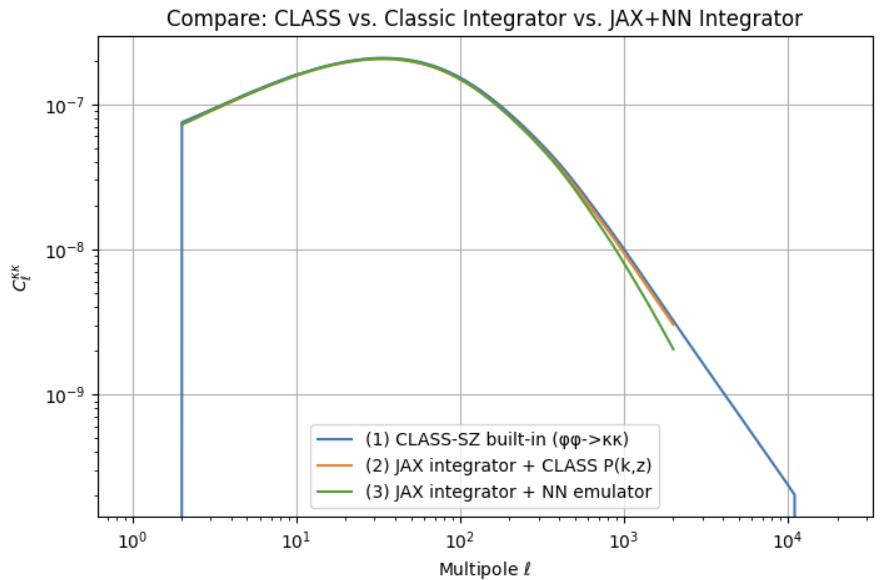 Compare: CLASS vs. Classic Integrator vs. JAX+NN Integrator
10⁻⁷
10⁻⁸
10⁻⁹
C_ℓ^κκ
(1) CLASS-SZ built-in (φφ->κκ)
(2) JAX integrator + CLASS P(k,z)
(3) JAX integrator + NN emulator
10⁰ 10¹ 10² 10³ 10⁴
Multipole ℓ